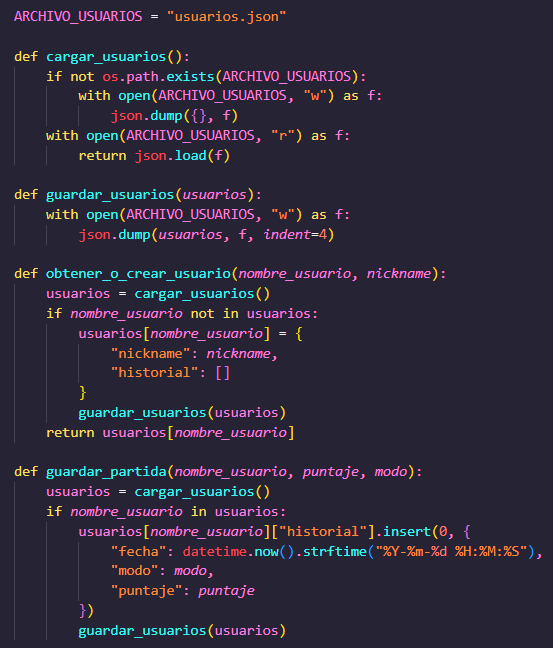 ARCHIVO_USUARIOS = "usuarios.json"

def cargar_usuarios():
    if not os.path.exists(ARCHIVO_USUARIOS):
        with open(ARCHIVO_USUARIOS, "w") as f:
            json.dump({}, f)
    with open(ARCHIVO_USUARIOS, "r") as f:
        return json.load(f)

def guardar_usuarios(usuarios):
    with open(ARCHIVO_USUARIOS, "w") as f:
        json.dump(usuarios, f, indent=4)

def obtener_o_crear_usuario(nombre_usuario, nickname):
    usuarios = cargar_usuarios()
    if nombre_usuario not in usuarios:
        usuarios[nombre_usuario] = {
            "nickname": nickname,
            "historial": []
        }
        guardar_usuarios(usuarios)
    return usuarios[nombre_usuario]

def guardar_partida(nombre_usuario, puntaje, modo):
    usuarios = cargar_usuarios()
    if nombre_usuario in usuarios:
        usuarios[nombre_usuario]["historial"].insert(0, {
            "fecha": datetime.now().strftime("%Y-%m-%d %H:%M:%S"),
            "modo": modo,
            "puntaje": puntaje
        })
        guardar_usuarios(usuarios)